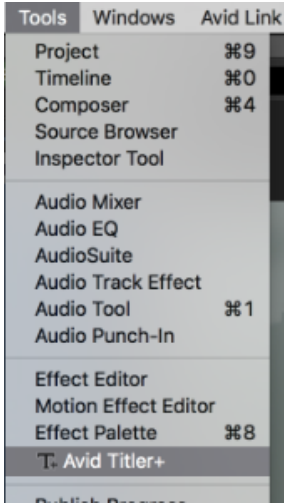 Tools Windows Avid Link
Project ⌘9
Timeline ⌘0
Composer ⌘4
Source Browser
Inspector Tool
Audio Mixer
Audio EQ
AudioSuite
Audio Track Effect
Audio Tool ⌘1
Audio Punch-In
Effect Editor
Motion Effect Editor
Effect Palette ⌘8
T+ Avid Titler+